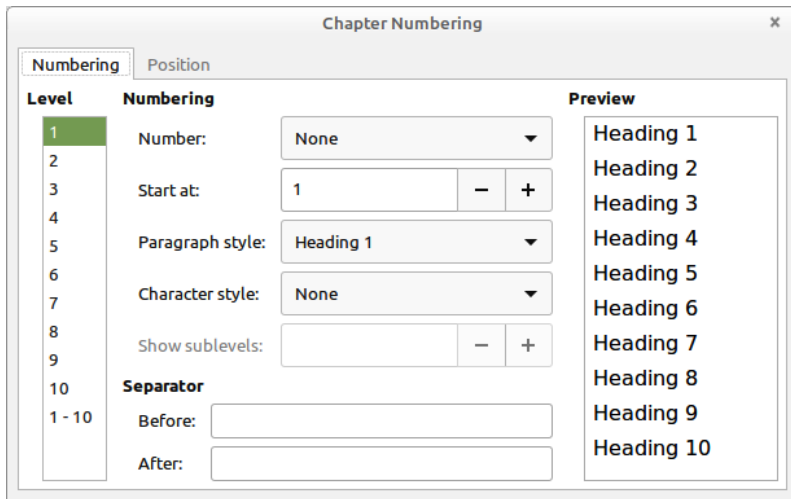 Chapter Numbering ×
Numbering Position
Level
1
2
3
4
5
6
7
8
9
10
1 - 10
Numbering
Number: None
Start at: 1 − +
Paragraph style: Heading 1
Character style: None
Show sublevels: − +
Separator
Before:
After:
Preview
Heading 1
Heading 2
Heading 3
Heading 4
Heading 5
Heading 6
Heading 7
Heading 8
Heading 9
Heading 10